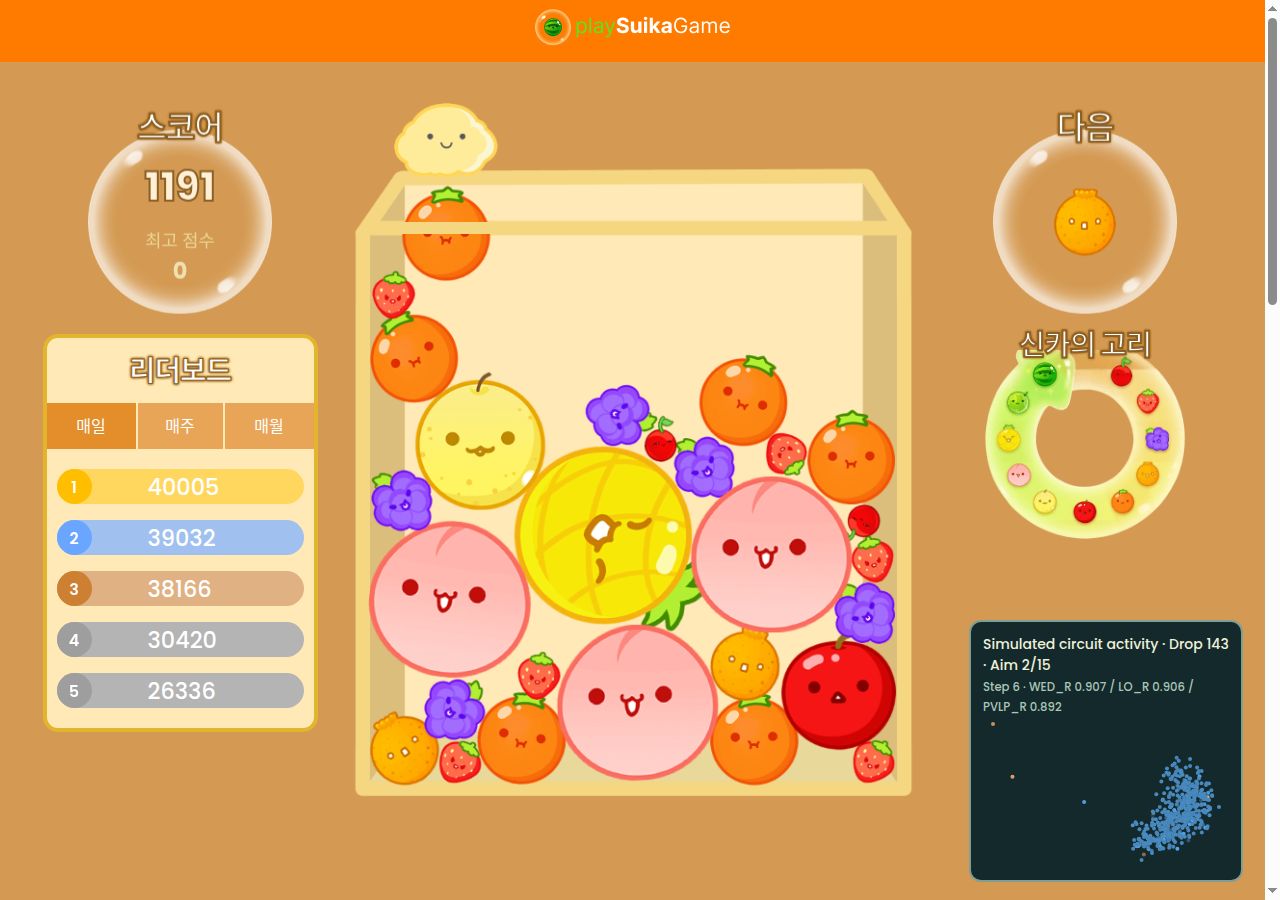 playSuikaGame
스코어
1191
최고 점수
0
리더보드
매일
매주
매월
1
40005
2
39032
3
38166
4
30420
5
26336
다음
신카의 고리
Simulated circuit activity · Drop 143
· Aim 2/15
Step 6 · WED_R 0.907 / LO_R 0.906 /
PVLP_R 0.892